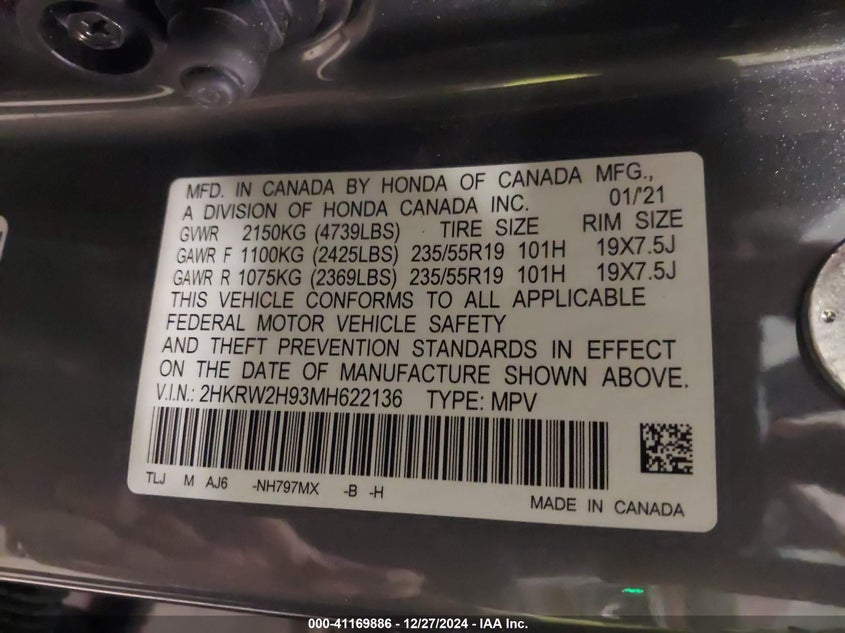 MFD. IN CANADA BY HONDA OF CANADA MFG.,
A DIVISION OF HONDA CANADA INC. 01/'21
GVWR 2150KG (4739LBS) TIRE SIZE RIM SIZE
GAWR F 1100KG (2425LBS) 235/55R19 101H 19X7.5J
GAWR R 1075KG (2369LBS) 235/55R19 101H 19X7.5J
THIS VEHICLE CONFORMS TO ALL APPLICABLE
FEDERAL MOTOR VEHICLE SAFETY
AND THEFT PREVENTION STANDARDS IN EFFECT
ON THE DATE OF MANUFACTURE SHOWN ABOVE.
V.I.N.: 2HKRW2H93MH622136 TYPE: MPV
TLJ M AJ6 -NH797MX -B -H
MADE IN CANADA
000-41169886 - 12/27/2024 - IAA Inc.